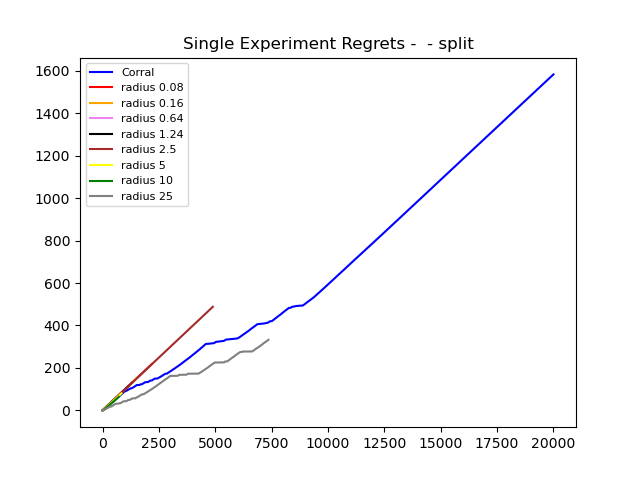 Single Experiment Regrets -  - split
1600
1400
1200
1000
800
600
400
200
0
Corral
radius 0.08
radius 0.16
radius 0.64
radius 1.24
radius 2.5
radius 5
radius 10
radius 25
0 2500 5000 7500 10000 12500 15000 17500 20000